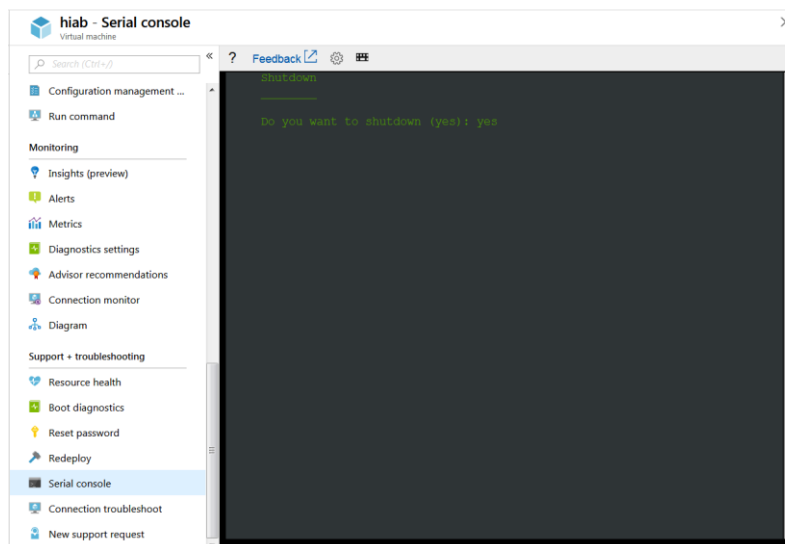 hiab - Serial console
Virtual machine
Search (Ctrl+/)
«
? Feedback
Configuration management ...
Run command
Monitoring
Insights (preview)
Alerts
Metrics
Diagnostics settings
Advisor recommendations
Connection monitor
Diagram
Support + troubleshooting
Resource health
Boot diagnostics
Reset password
Redeploy
Serial console
Connection troubleshoot
New support request
Shutdown
Do you want to shutdown (yes): yes